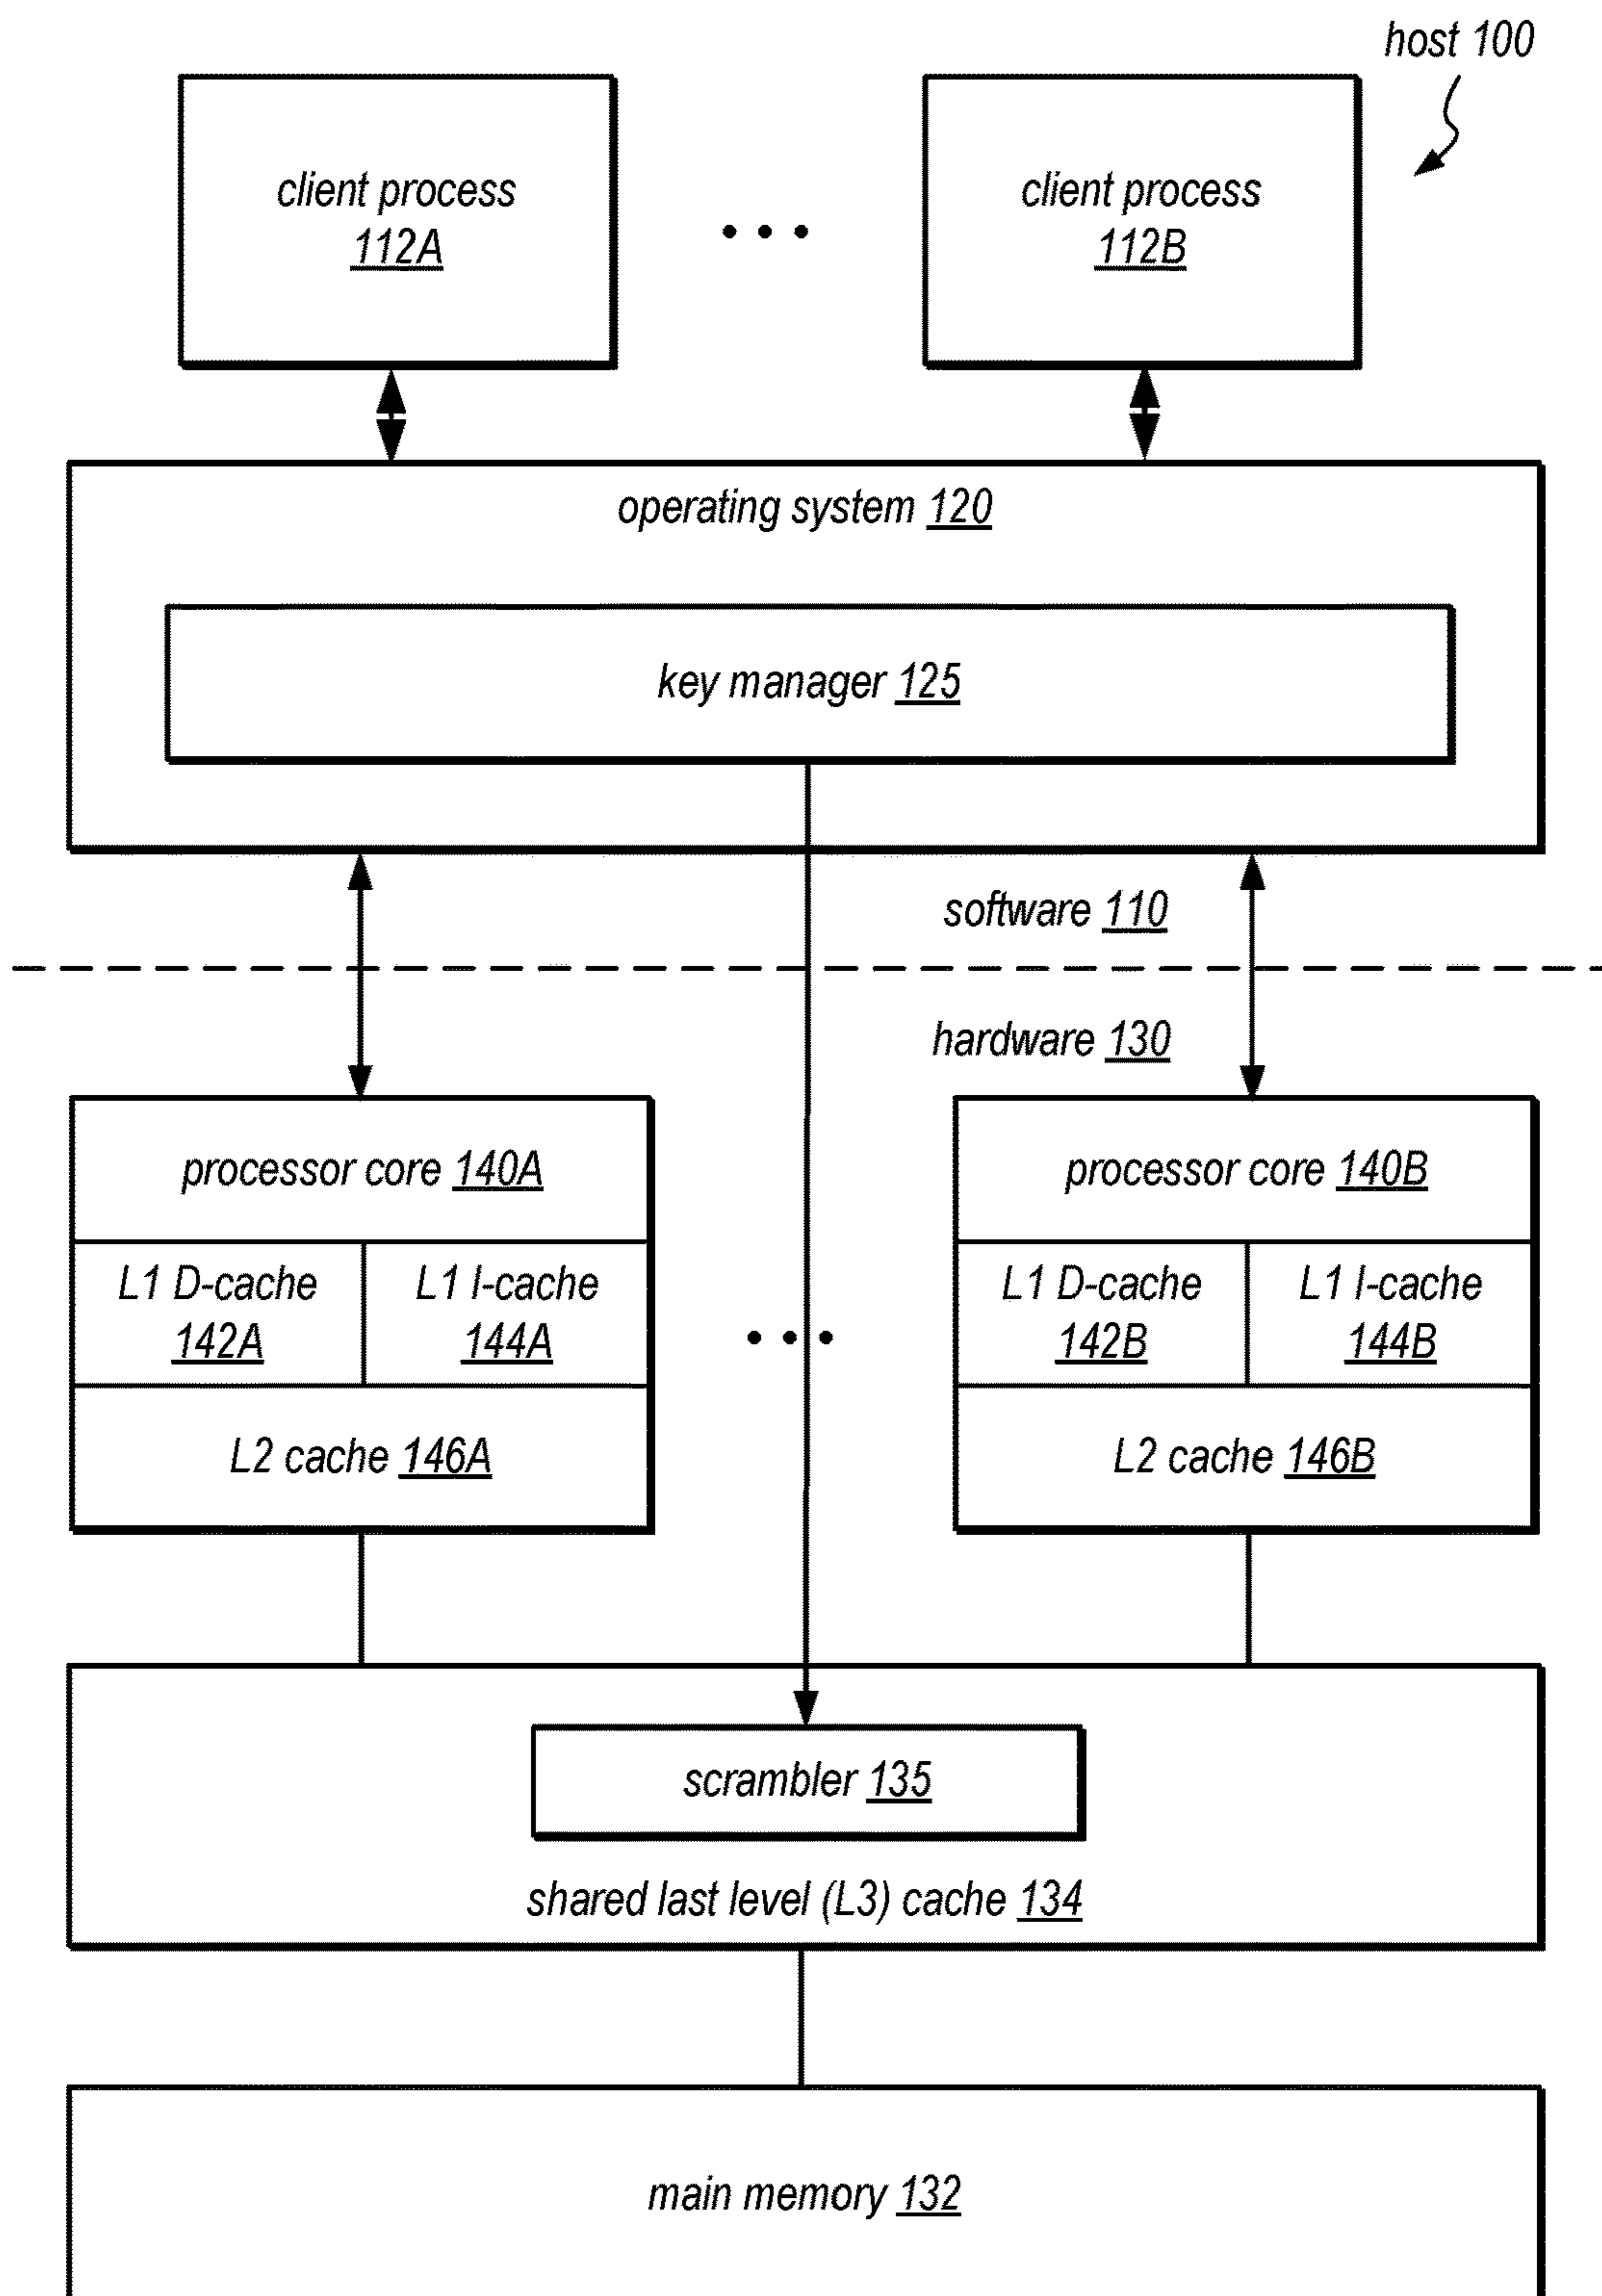 host 100
client process
112A
client process
112B
operating system 120
key manager 125
software 110
hardware 130
processor core 140A
processor core 140B
L1 D-cache
142A
L1 I-cache
144A
L1 D-cache
142B
L1 I-cache
144B
L2 cache 146A
L2 cache 146B
scrambler 135
shared last level (L3) cache 134
main memory 132